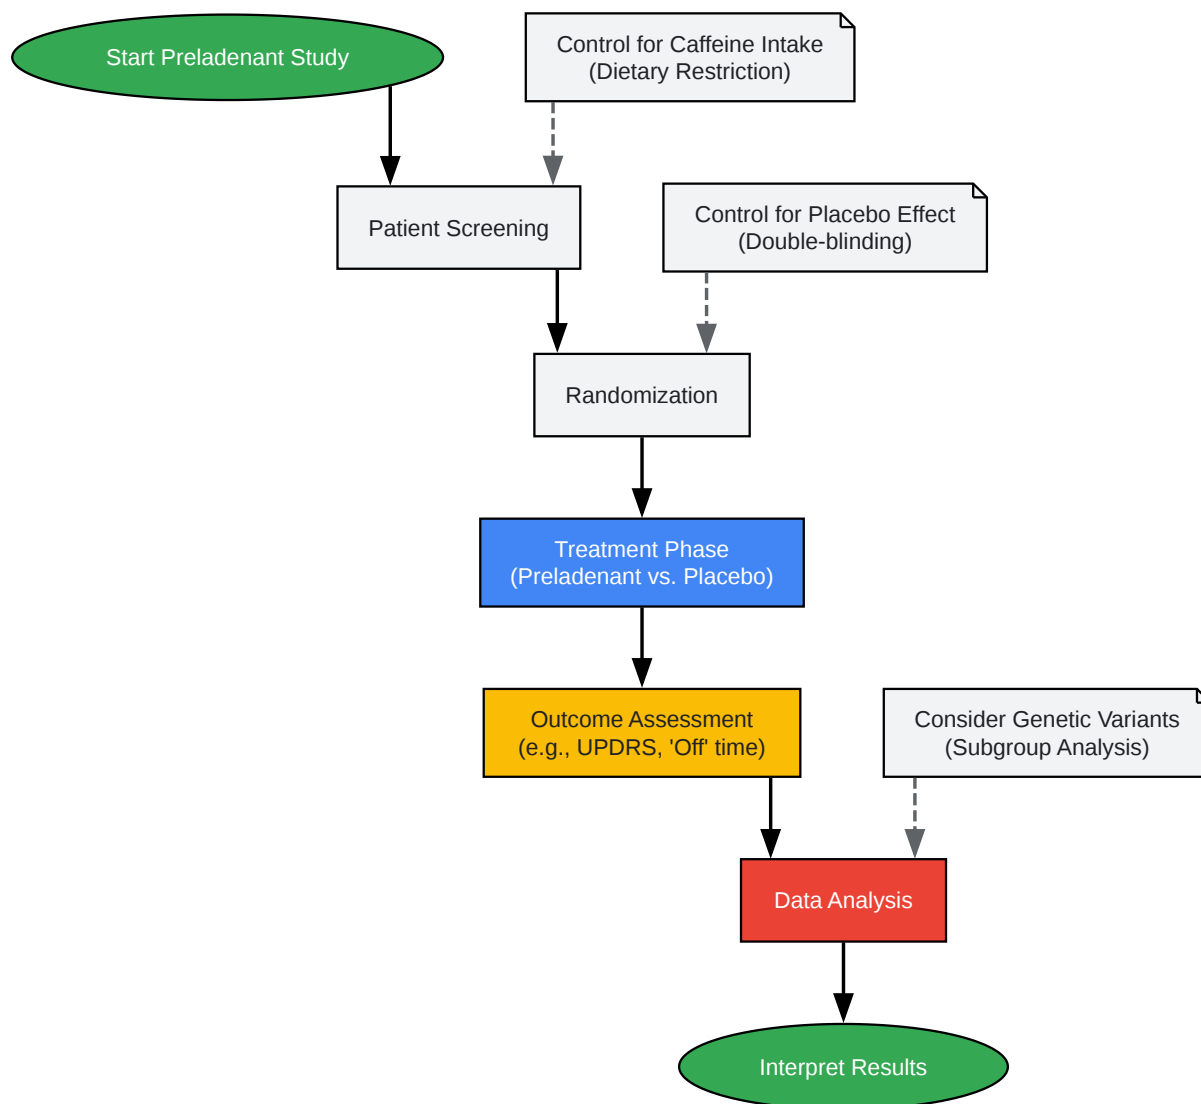 Start Preladenant Study
Control for Caffeine Intake
(Dietary Restriction)
Patient Screening
Control for Placebo Effect
(Double-blinding)
Randomization
Treatment Phase
(Preladenant vs. Placebo)
Outcome Assessment
(e.g., UPDRS, 'Off' time)
Consider Genetic Variants
(Subgroup Analysis)
Data Analysis
Interpret Results